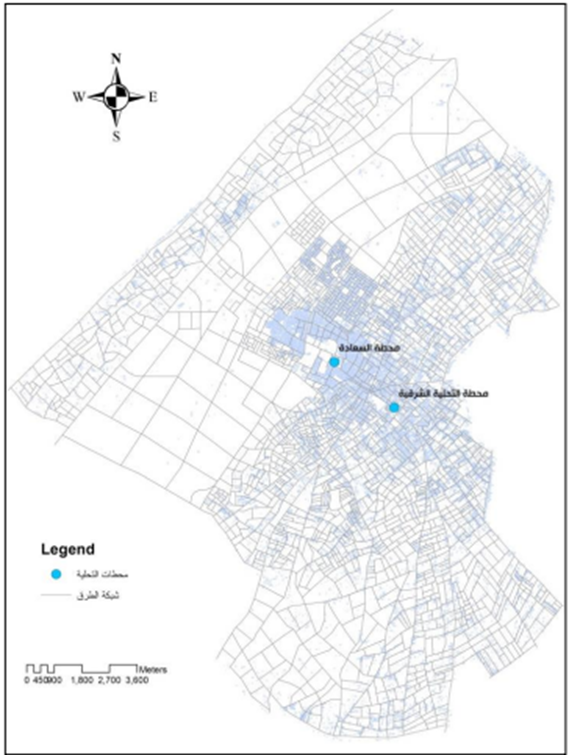 N
W E
S
محطة السعادة
محطة التحلية الشرقية
Legend
محطات التحلية
شبكة الطرق
Meters
0 450900 1,800 2,700 3,600